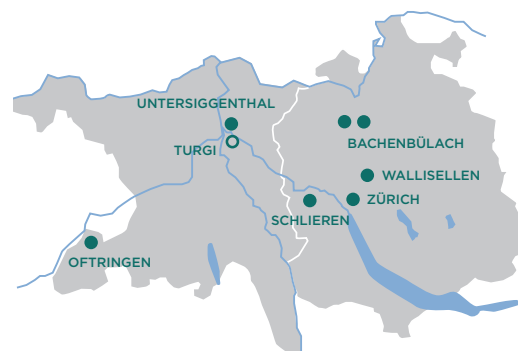 UNTERSIGGENTHAL
TURGI
BACHENBÜLACH
WALLISELLEN
ZÜRICH
SCHLIEREN
OFTRINGEN